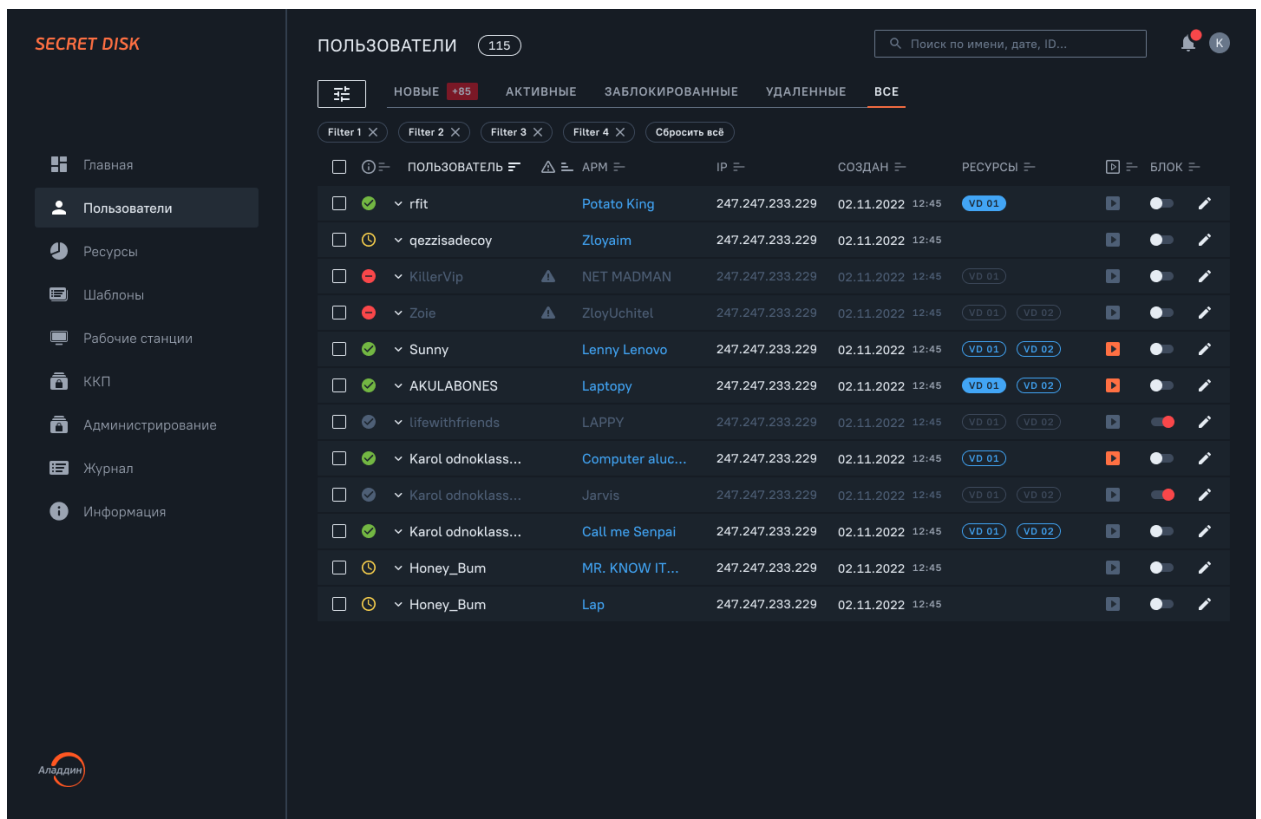 SECRET DISK
ПОЛЬЗОВАТЕЛИ 115
Поиск по имени, дате, ID...
K
НОВЫЕ +85 АКТИВНЫЕ ЗАБЛОКИРОВАННЫЕ УДАЛЕННЫЕ ВСЕ
Filter 1 Filter 2 Filter 3 Filter 4 Сбросить всё
Главная
Пользователи
Ресурсы
Шаблоны
Рабочие станции
ККП
Администрирование
Журнал
Информация
ПОЛЬЗОВАТЕЛЬ АРМ IP СОЗДАН РЕСУРСЫ БЛОК
rfit Potato King 247.247.233.229 02.11.2022 12:45 VD 01
qezzisadecoy Zloyaim 247.247.233.229 02.11.2022 12:45
KillerVip NET MADMAN 247.247.233.229 02.11.2022 12:45 VD 01
Zoie ZloyUchitel 247.247.233.229 02.11.2022 12:45 VD 01 VD 02
Sunny Lenny Lenovo 247.247.233.229 02.11.2022 12:45 VD 01 VD 02
AKULABONES Laptopy 247.247.233.229 02.11.2022 12:45 VD 01 VD 02
lifewithfriends LAPPY 247.247.233.229 02.11.2022 12:45 VD 01 VD 02
Karol odnoklass... Computer aluc... 247.247.233.229 02.11.2022 12:45 VD 01
Karol odnoklass... Jarvis 247.247.233.229 02.11.2022 12:45 VD 01 VD 02
Karol odnoklass... Call me Senpai 247.247.233.229 02.11.2022 12:45 VD 01 VD 02
Honey_Bum MR. KNOW IT... 247.247.233.229 02.11.2022 12:45
Honey_Bum Lap 247.247.233.229 02.11.2022 12:45
Аладдин